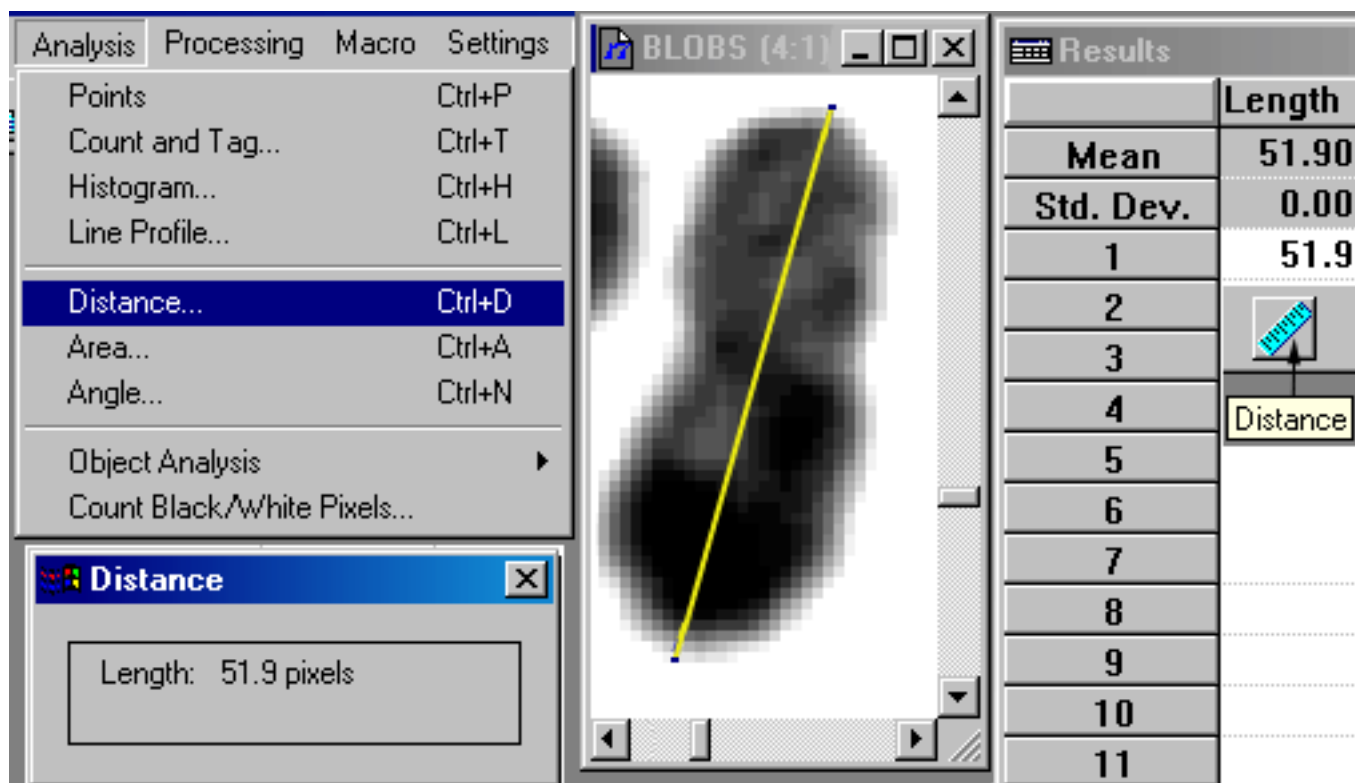 Analysis Processing Macro Settings
Points Ctrl+P
Count and Tag... Ctrl+T
Histogram... Ctrl+H
Line Profile... Ctrl+L
Distance... Ctrl+D
Area... Ctrl+A
Angle... Ctrl+N
Object Analysis
Count Black/White Pixels...
Distance
Length: 51.9 pixels
BLOBS (4:1)
Results
Length
Mean 51.90
Std. Dev. 0.00
1 51.9
2
3
4
Distance
5
6
7
8
9
10
11